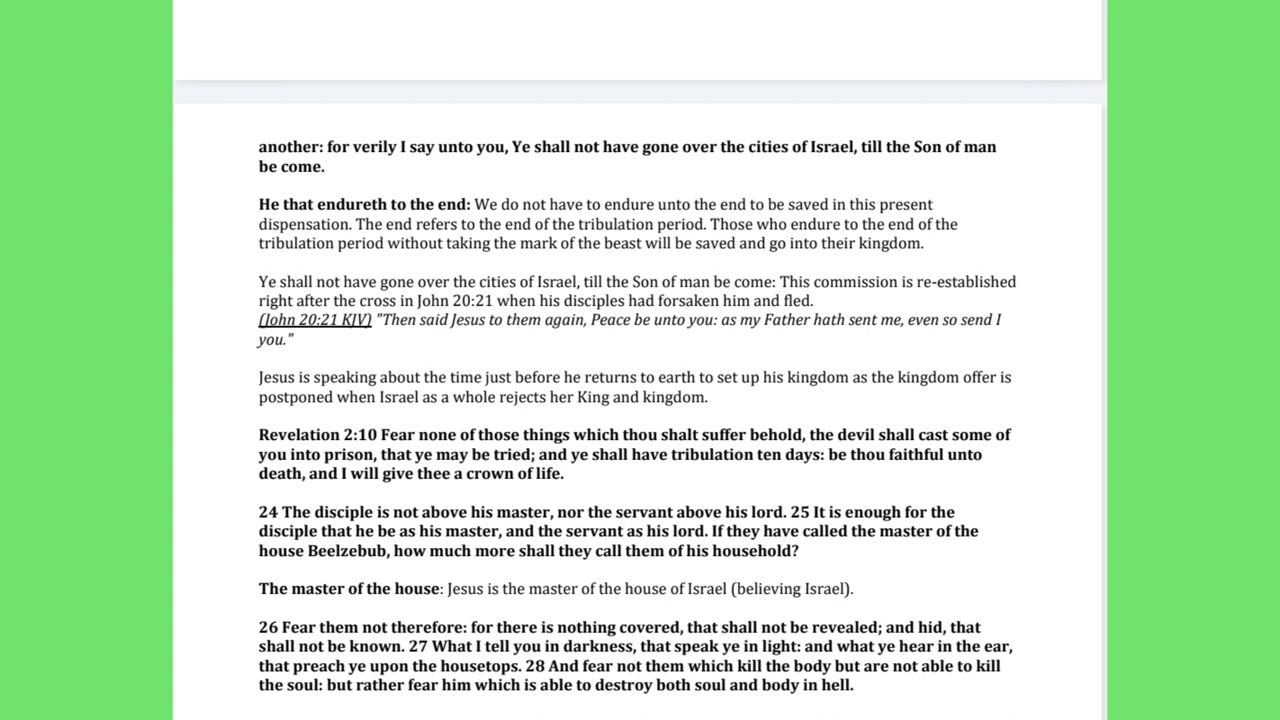 another: for verily I say unto you, Ye shall not have gone over the cities of Israel, till the Son of man
be come.
He that endureth to the end: We do not have to endure unto the end to be saved in this present
dispensation. The end refers to the end of the tribulation period. Those who endure to the end of the
tribulation period without taking the mark of the beast will be saved and go into their kingdom.
Ye shall not have gone over the cities of Israel, till the Son of man be come: This commission is re-established
right after the cross in John 20:21 when his disciples had forsaken him and fled.
(John 20:21 KJV) "Then said Jesus to them again, Peace be unto you: as my Father hath sent me, even so send I
you."
Jesus is speaking about the time just before he returns to earth to set up his kingdom as the kingdom offer is
postponed when Israel as a whole rejects her King and kingdom.
Revelation 2:10 Fear none of those things which thou shalt suffer behold, the devil shall cast some of
you into prison, that ye may be tried; and ye shall have tribulation ten days: be thou faithful unto
death, and I will give thee a crown of life.
24 The disciple is not above his master, nor the servant above his lord. 25 It is enough for the
disciple that he be as his master, and the servant as his lord. If they have called the master of the
house Beelzebub, how much more shall they call them of his household?
The master of the house: Jesus is the master of the house of Israel (believing Israel).
26 Fear them not therefore: for there is nothing covered, that shall not be revealed; and hid, that
shall not be known. 27 What I tell you in darkness, that speak ye in light: and what ye hear in the ear,
that preach ye upon the housetops. 28 And fear not them which kill the body but are not able to kill
the soul: but rather fear him which is able to destroy both soul and body in hell.